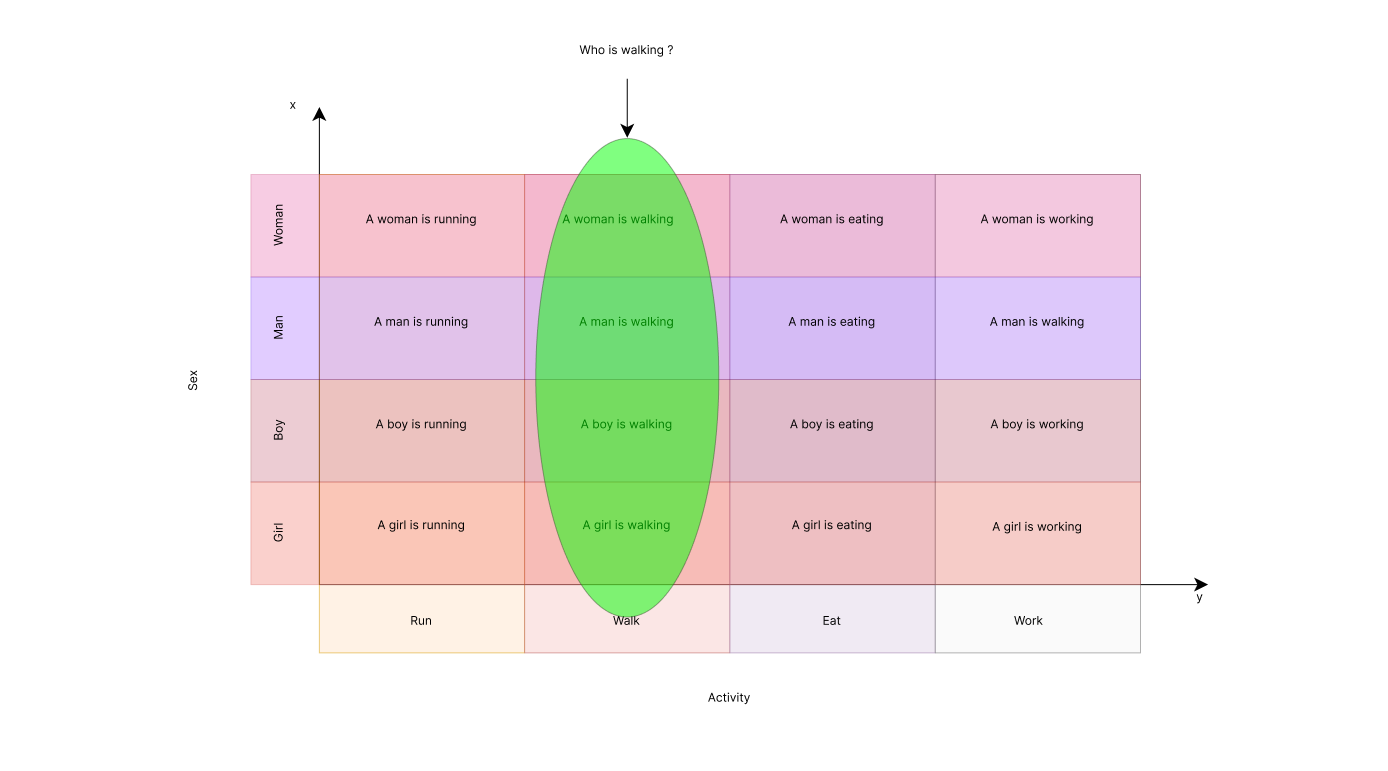 Who is walking ?
x
Woman
A woman is running
A woman is walking
A woman is eating
A woman is working
Man
A man is running
A man is walking
A man is eating
A man is walking
Sex
Boy
A boy is running
A boy is walking
A boy is eating
A boy is working
Girl
A girl is running
A girl is walking
A girl is eating
A girl is working
y
Run
Walk
Eat
Work
Activity